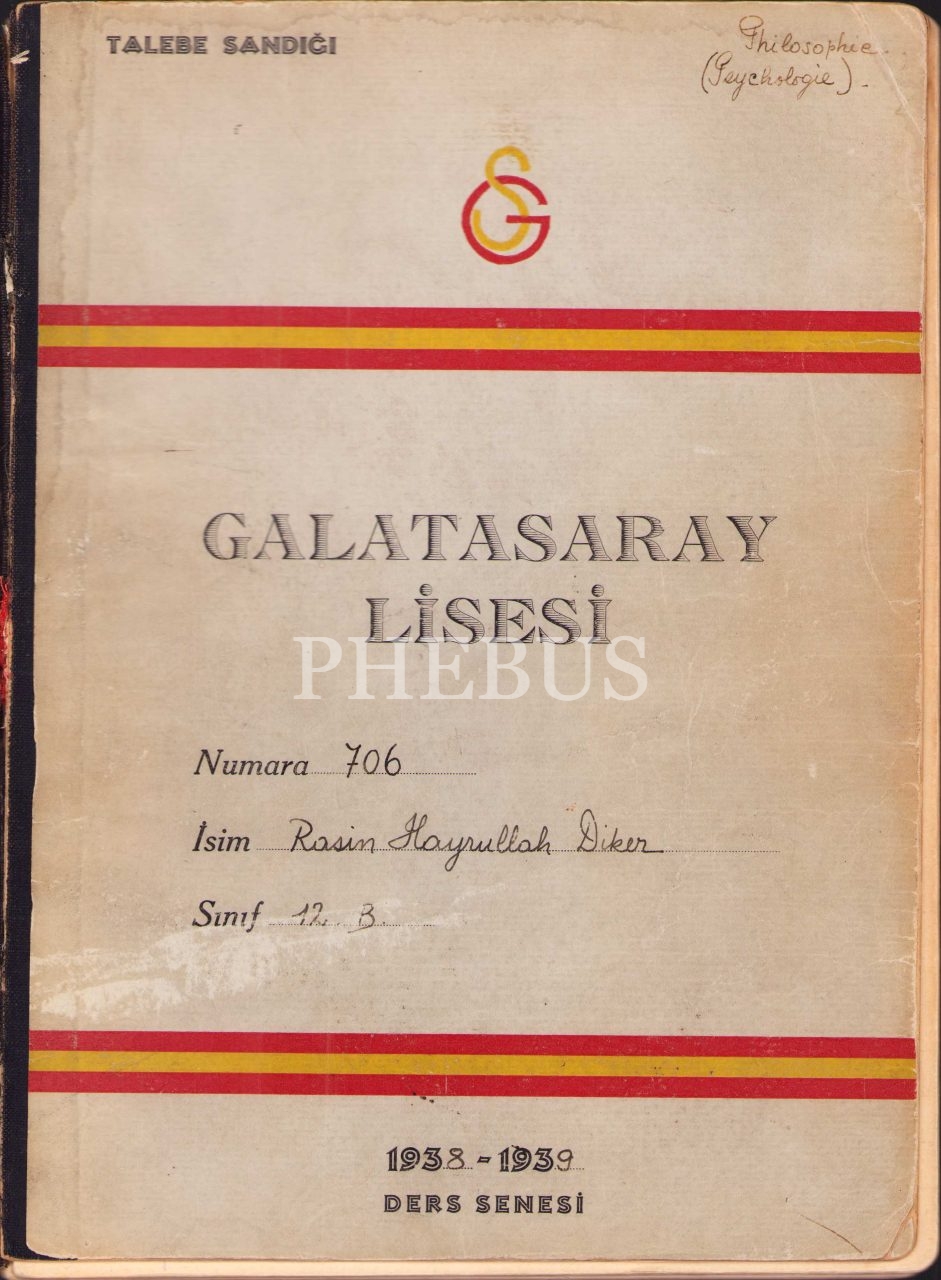 TALEBE SANDIĞI
Philosophie.
(Psychologie).
GS
GALATASARAY
LİSESİ
PHEBUS
Numara 706
İsim Rasin Hayrullah Diker
Sınıf 12. B.
1938-1939
DERS SENESİ